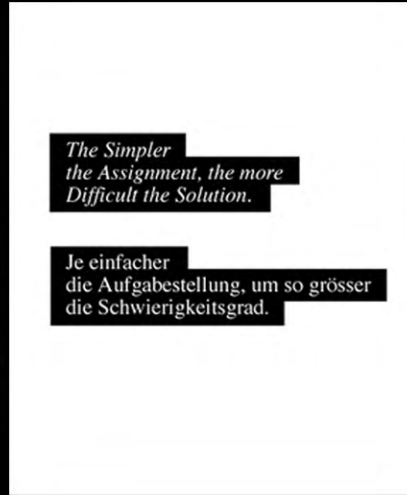 The Simpler
the Assignment, the more
Difficult the Solution.
Je einfacher
die Aufgabestellung, um so grösser
die Schwierigkeitsgrad.